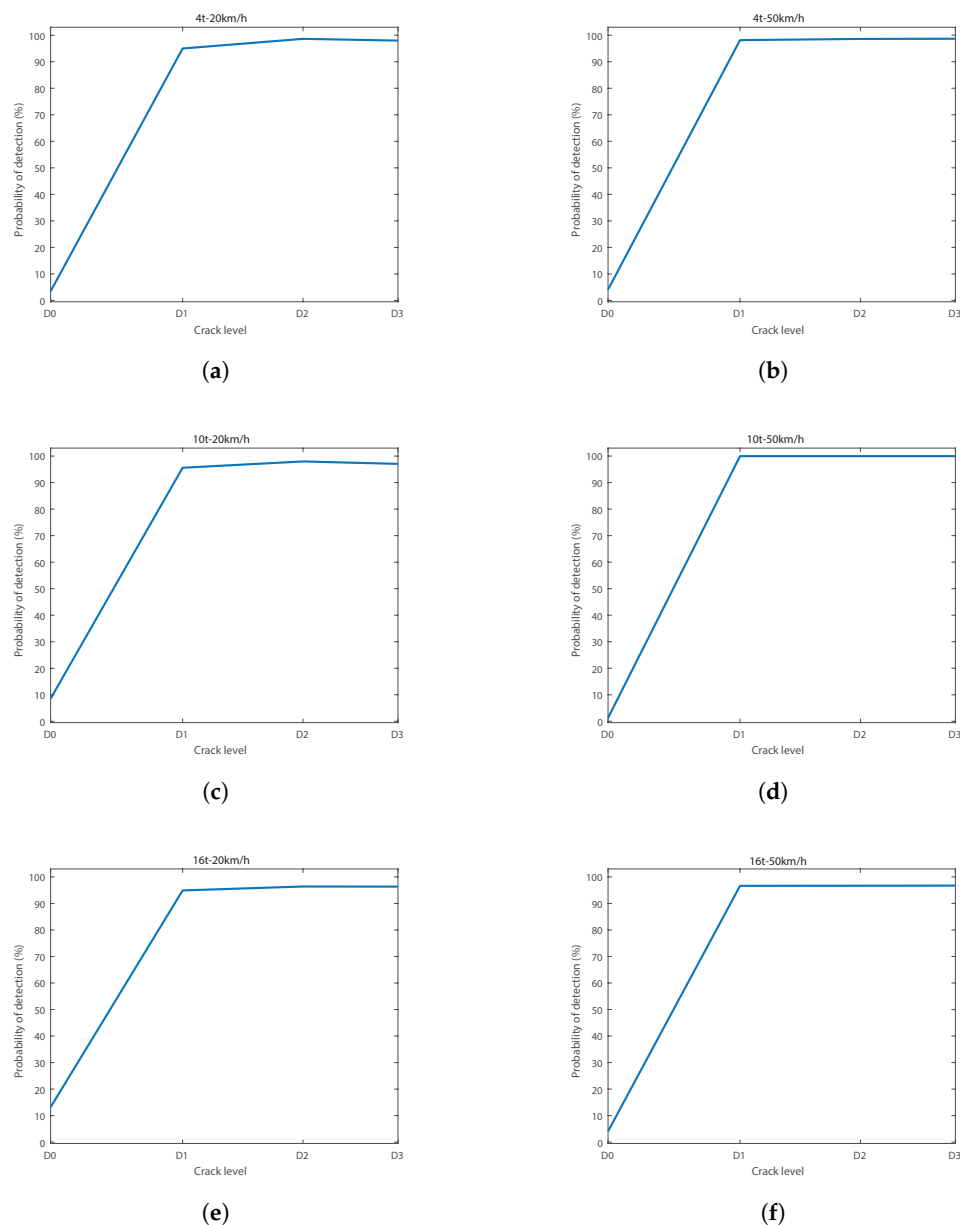 4t-20km/h
100
90
80
70
60
50
40
30
20
10
0
Probability of detection (%)
D0 D1 D2 D3
Crack level
(a)
4t-50km/h
100
90
80
70
60
50
40
30
20
10
0
Probability of detection (%)
D0 D1 D2 D3
Crack level
(b)
10t-20km/h
100
90
80
70
60
50
40
30
20
10
0
Probability of detection (%)
D0 D1 D2 D3
Crack level
(c)
10t-50km/h
100
90
80
70
60
50
40
30
20
10
0
Probability of detection (%)
D0 D1 D2 D3
Crack level
(d)
16t-20km/h
100
90
80
70
60
50
40
30
20
10
0
Probability of detection (%)
D0 D1 D2 D3
Crack level
(e)
16t-50km/h
100
90
80
70
60
50
40
30
20
10
0
Probability of detection (%)
D0 D1 D2 D3
Crack level
(f)